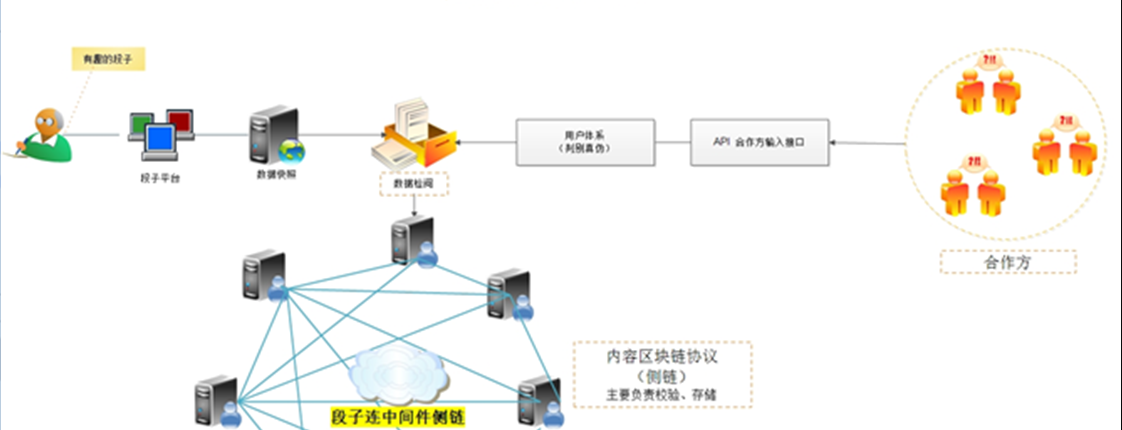 有趣的段子
段子平台
数据快照
数据检阅
用户体系
（判别真伪）
API 合作方输入接口
合作方
内容区块链协议
（侧链）
主要负责校验、存储
段子连中间件侧链